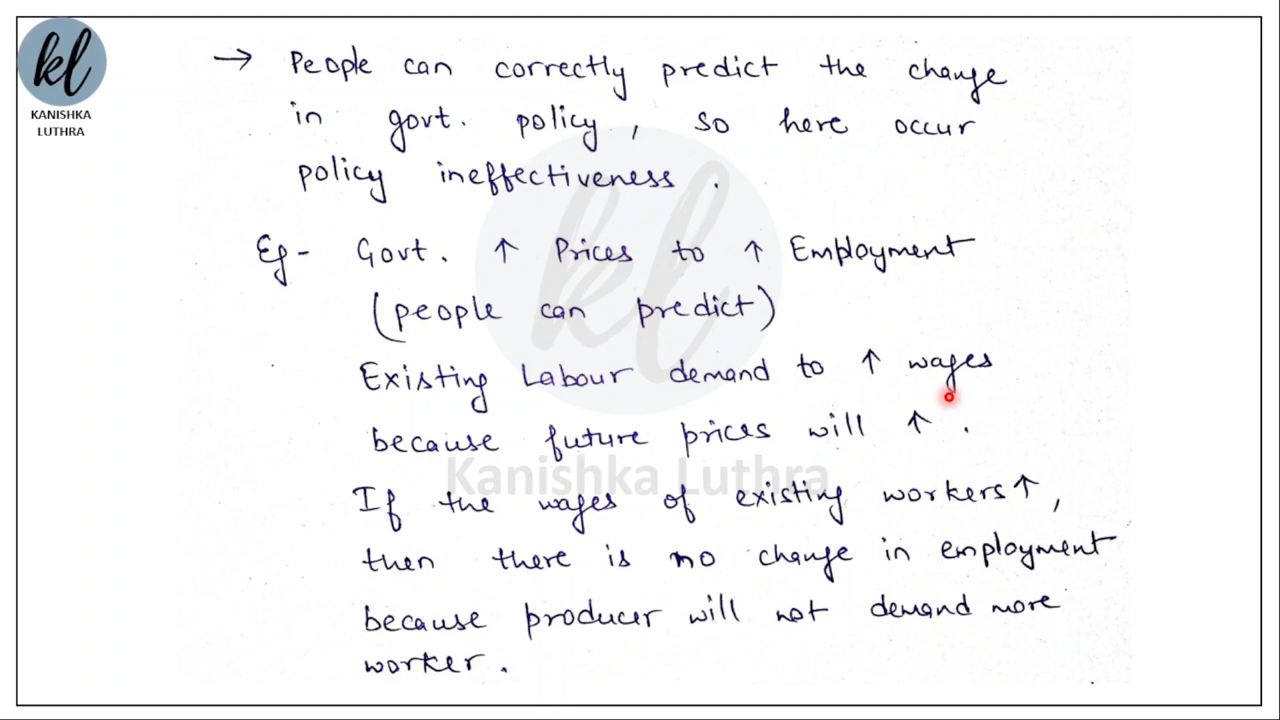 kl
KANISHKA
LUTHRA
→ People can correctly predict the change
in govt. policy, so here occur
policy ineffectiveness.
Eg- Govt. ↑ Prices to ↑ Employment
(people can predict)
Existing Labour demand to ↑ wages
because future prices will ↑.
Kanishka Luthra
If the wages of existing workers↑,
then there is no change in employment
because producer will not demand more
worker.